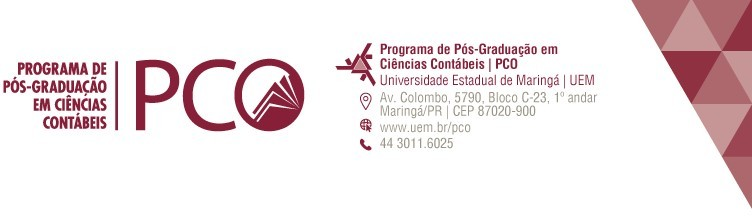 PROGRAMA DE
PÓS-GRADUAÇÃO
EM CIÊNCIAS
CONTÁBEIS
PCO
Programa de Pós-Graduação em
Ciências Contábeis | PCO
Universidade Estadual de Maringá | UEM
Av. Colombo, 5790, Bloco C-23, 1º andar
Maringá/PR | CEP 87020-900
www.uem.br/pco
44 3011.6025